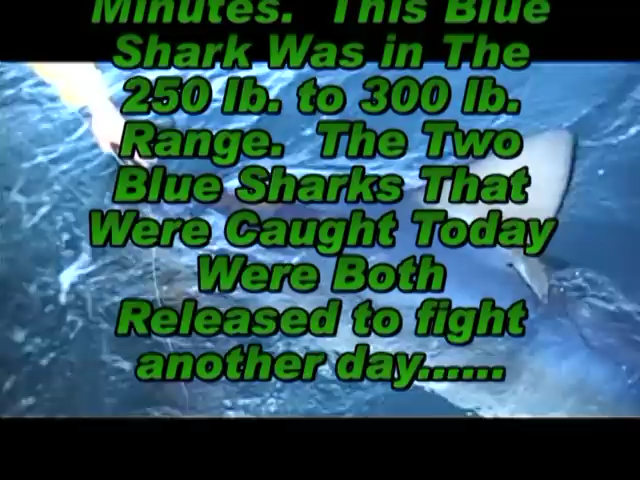 Minutes.  This Blue
Shark Was in The
250 lb. to 300 lb.
Range.  The Two
Blue Sharks That
Were Caught Today
Were Both
Released to fight
another day......